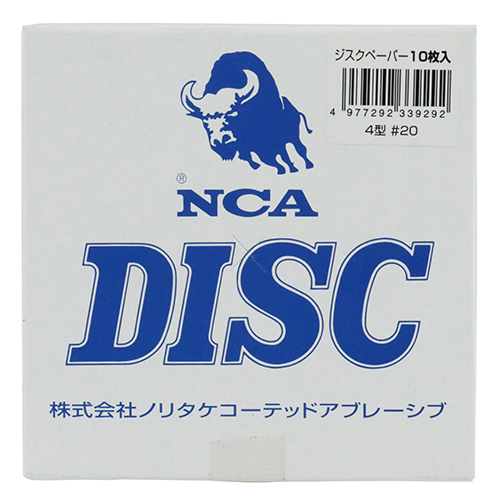 ジスクペーパー10枚入
4 977292 339292
4型 #20
® NCA
DISC
株式会社ノリタケコーテッドアブレーシブ